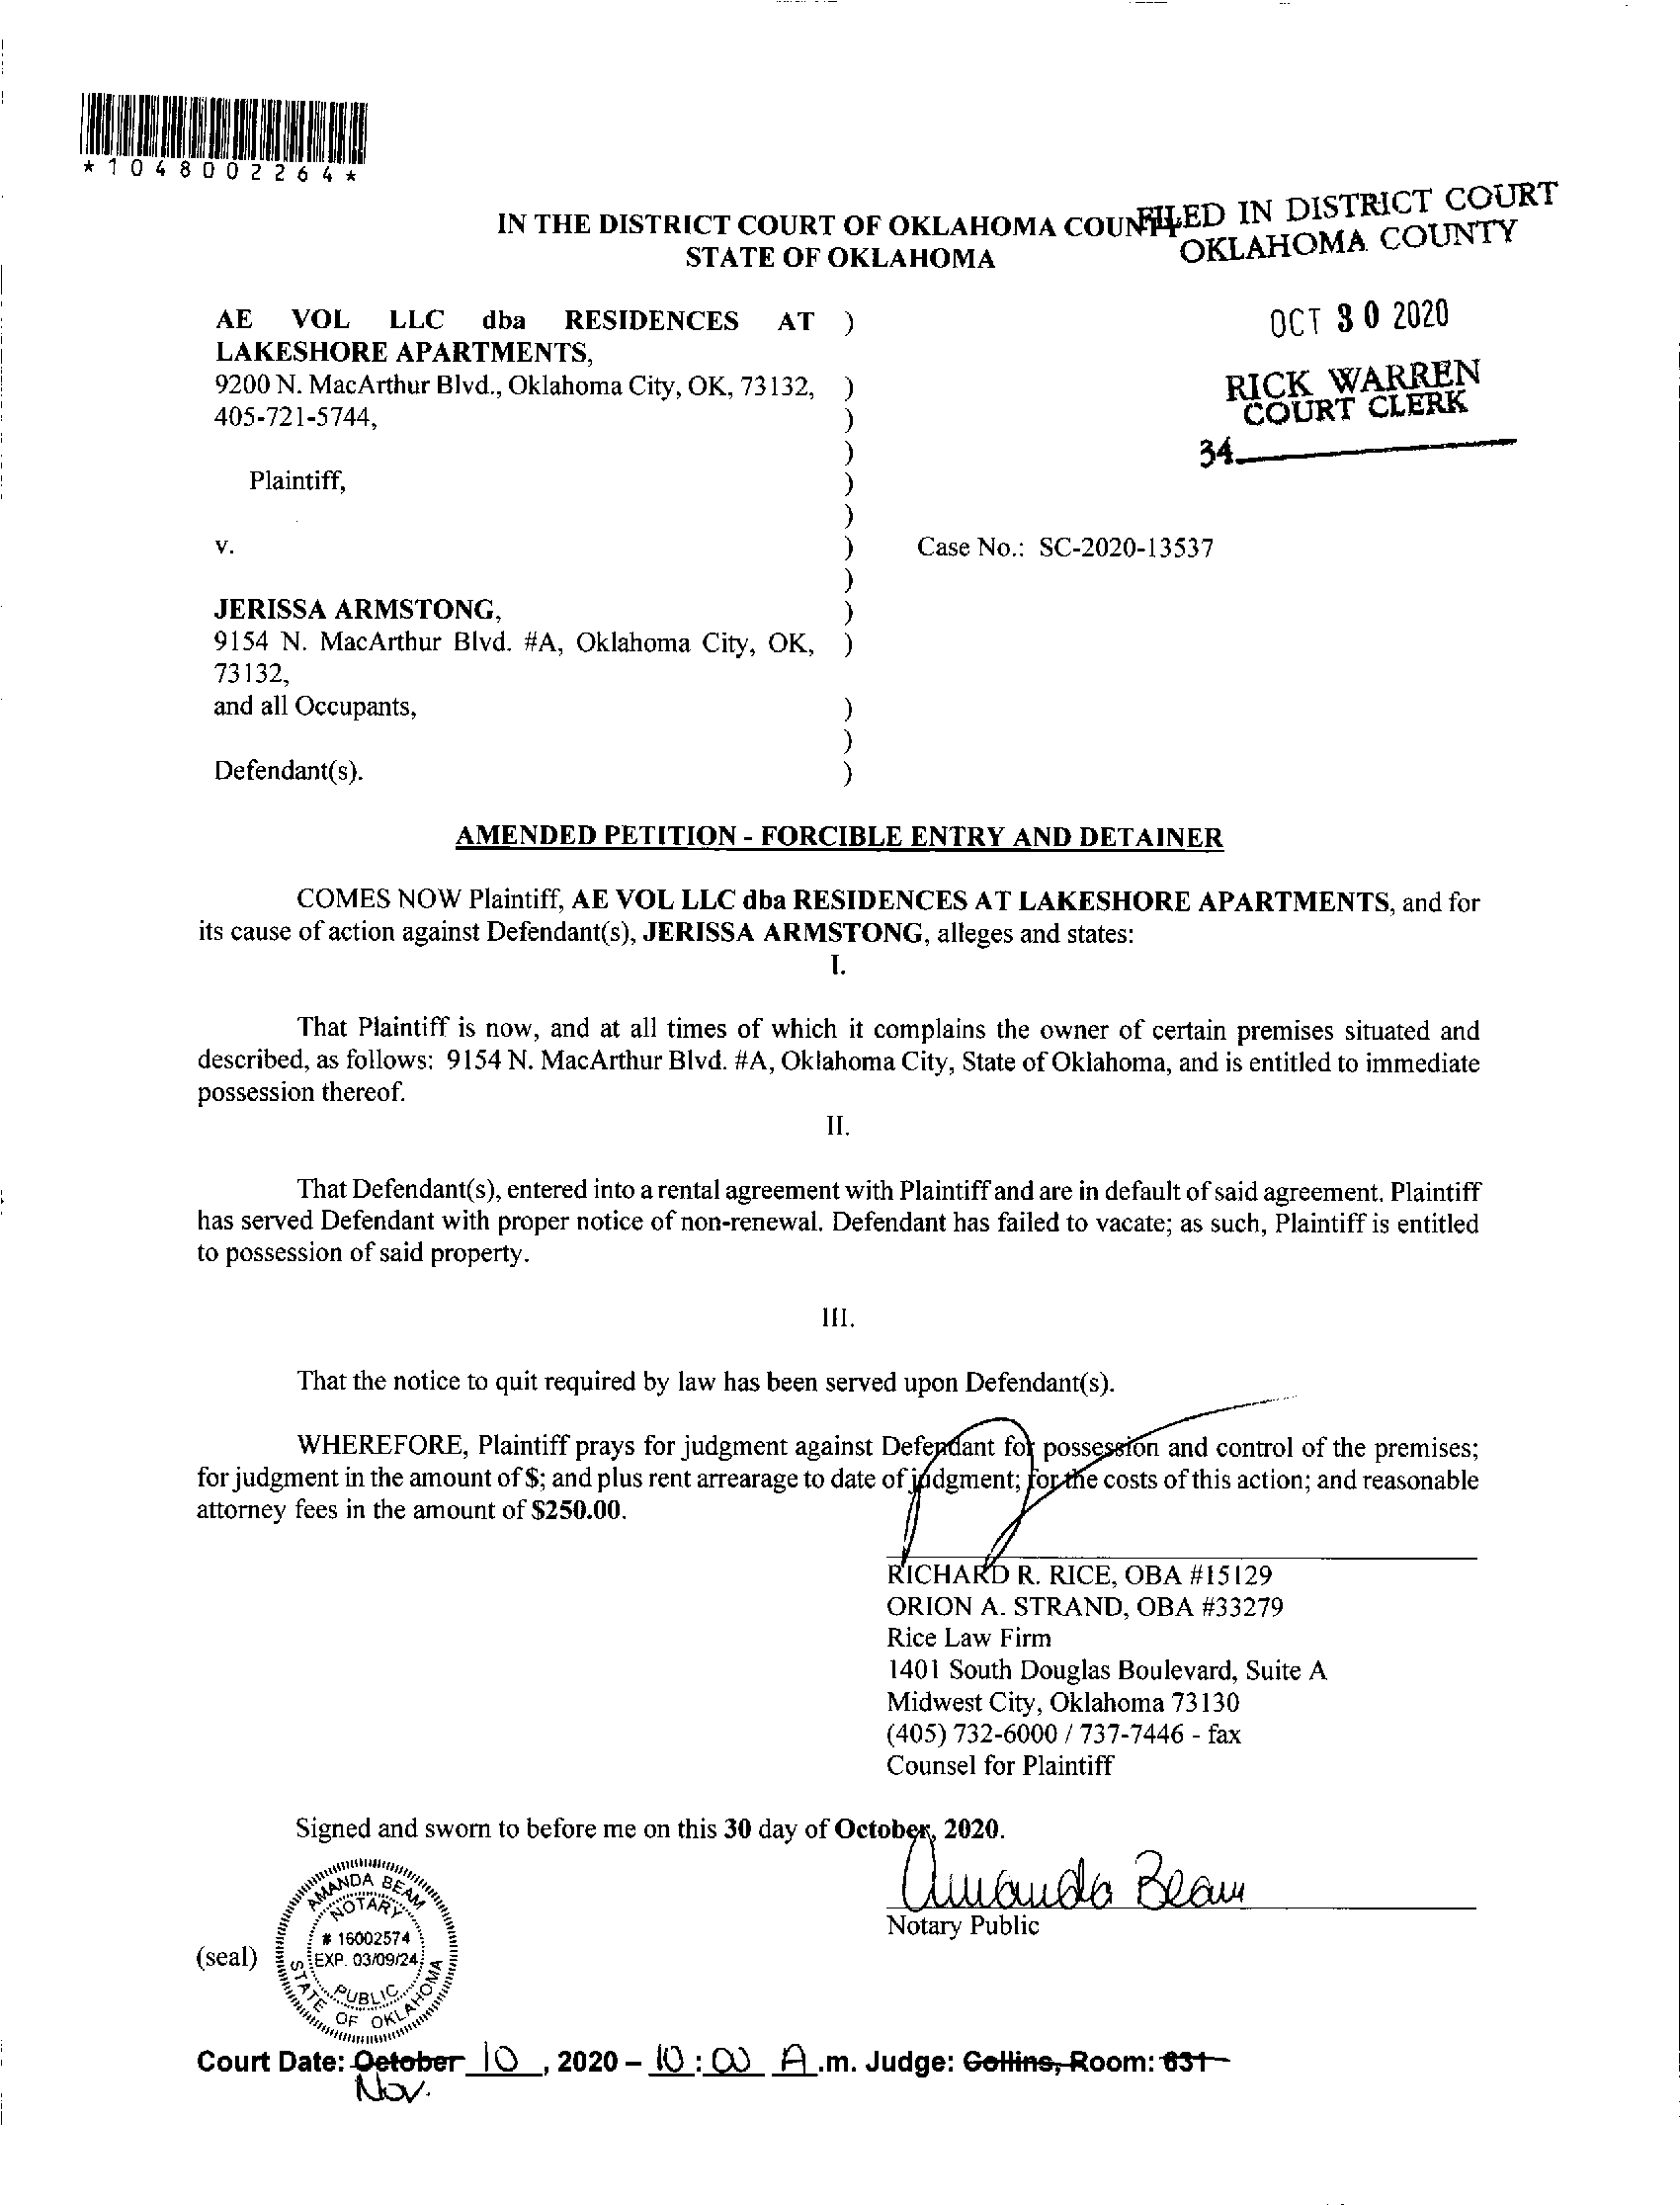 *1048002264*
IN THE DISTRICT COURT OF OKLAHOMA COUNTY
STATE OF OKLAHOMA
FILED IN DISTRICT COURT
OKLAHOMA COUNTY
OCT 30 2020
RICK WARREN
COURT CLERK
34
AE VOL LLC dba RESIDENCES AT )
LAKESHORE APARTMENTS,
9200 N. MacArthur Blvd., Oklahoma City, OK, 73132, )
405-721-5744, )
)
Plaintiff, )
)
v. ) Case No.: SC-2020-13537
)
JERISSA ARMSTONG, )
9154 N. MacArthur Blvd. #A, Oklahoma City, OK, )
73132,
and all Occupants, )
)
Defendant(s). )
AMENDED PETITION - FORCIBLE ENTRY AND DETAINER
COMES NOW Plaintiff, AE VOL LLC dba RESIDENCES AT LAKESHORE APARTMENTS, and for
its cause of action against Defendant(s), JERISSA ARMSTONG, alleges and states:
I.
That Plaintiff is now, and at all times of which it complains the owner of certain premises situated and
described, as follows: 9154 N. MacArthur Blvd. #A, Oklahoma City, State of Oklahoma, and is entitled to immediate
possession thereof.
II.
That Defendant(s), entered into a rental agreement with Plaintiff and are in default of said agreement. Plaintiff
has served Defendant with proper notice of non-renewal. Defendant has failed to vacate; as such, Plaintiff is entitled
to possession of said property.
III.
That the notice to quit required by law has been served upon Defendant(s).
WHEREFORE, Plaintiff prays for judgment against Defendant for possession and control of the premises;
for judgment in the amount of $; and plus rent arrearage to date of judgment; for the costs of this action; and reasonable
attorney fees in the amount of $250.00.
RICHARD R. RICE, OBA #15129
ORION A. STRAND, OBA #33279
Rice Law Firm
1401 South Douglas Boulevard, Suite A
Midwest City, Oklahoma 73130
(405) 732-6000 / 737-7446 - fax
Counsel for Plaintiff
Signed and sworn to before me on this 30 day of October, 2020.
Amanda Beam
Notary Public
(seal)
AMANDA BEAM
NOTARY
# 16002574
EXP. 03/09/24
PUBLIC
STATE OF OKLAHOMA
Court Date: October 10, 2020 – 10:00 A.m. Judge: Collins, Room: 631
Nov.